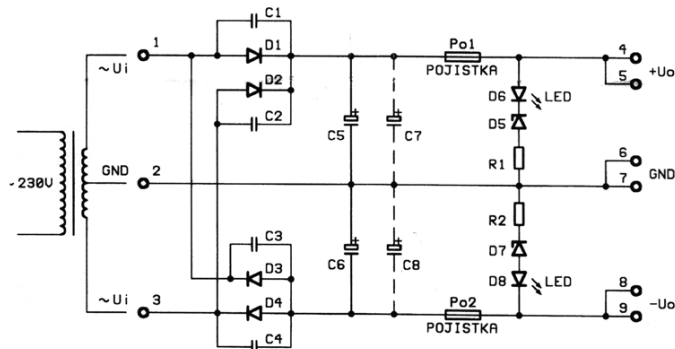 C1
1
D1
~Ui
D2
C2
Po1
POJISTKA
4
5
+Uo
D6
LED
D5
C5
+
C7
+
R1
~230V
GND
2
6
7
GND
R2
C3
D3
D4
C4
C6
+
C8
+
D7
D8
LED
~Ui
3
Po2
POJISTKA
8
9
-Uo